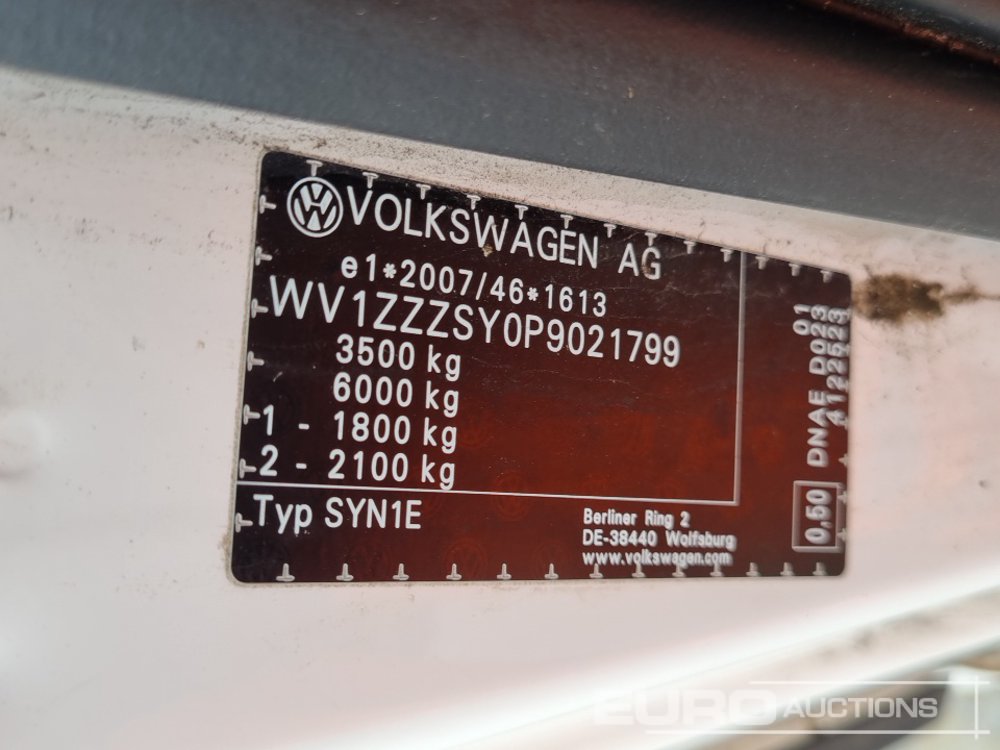 VOLKSWAGEN AG
e1*2007/46*1613
WV1ZZZSY0P9021799
3500 kg
6000 kg
1 - 1800 kg
2 - 2100 kg
Typ SYN1E
Berliner Ring 2
DE-38440 Wolfsburg
www.volkswagen.com
0,50
DNAE D023
01
EURO AUCTIONS